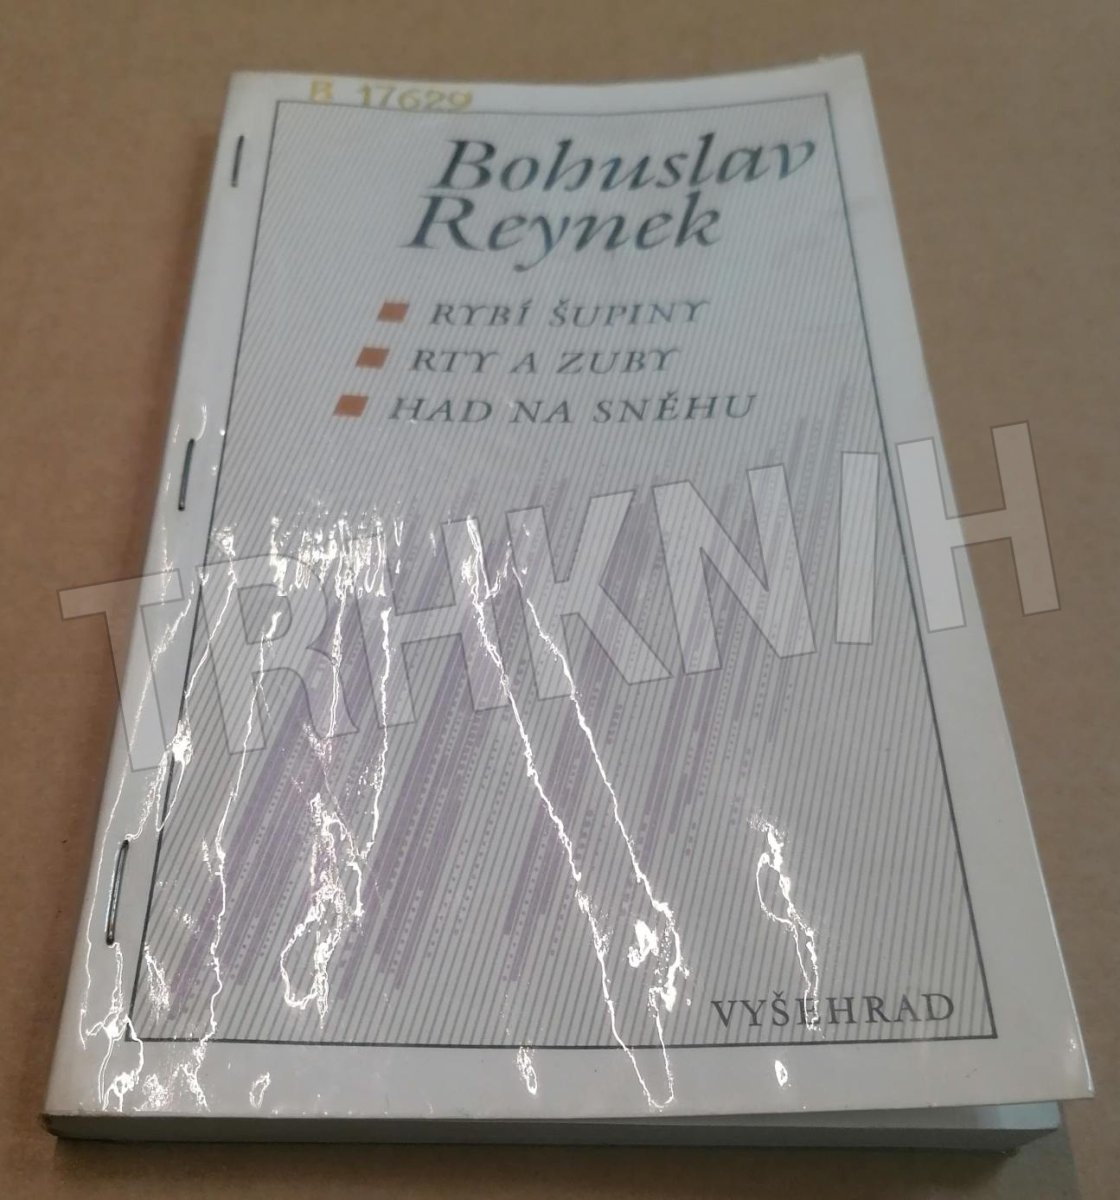 B 17629
Bohuslav
Reynek
RYBÍ ŠUPINY
RTY A ZUBY
HAD NA SNĚHU
TRHKNIH
VYŠEHRAD